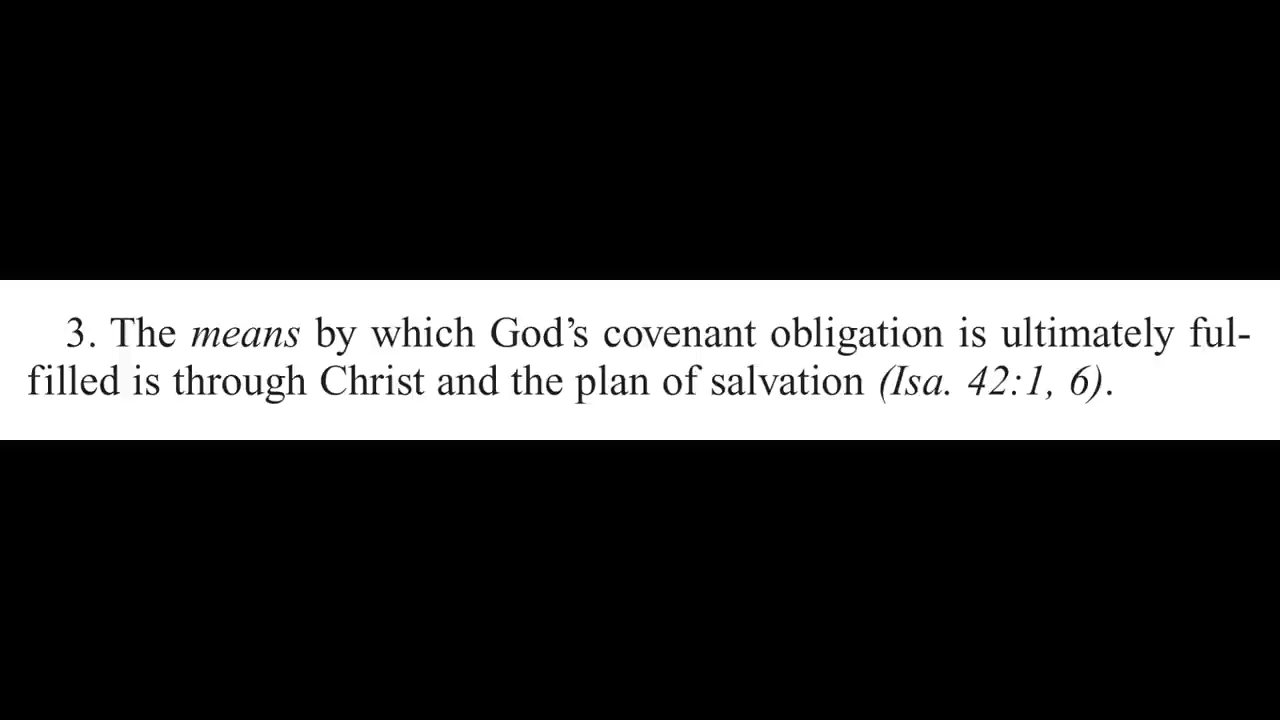 3. The means by which God’s covenant obligation is ultimately ful-
filled is through Christ and the plan of salvation (Isa. 42:1, 6).